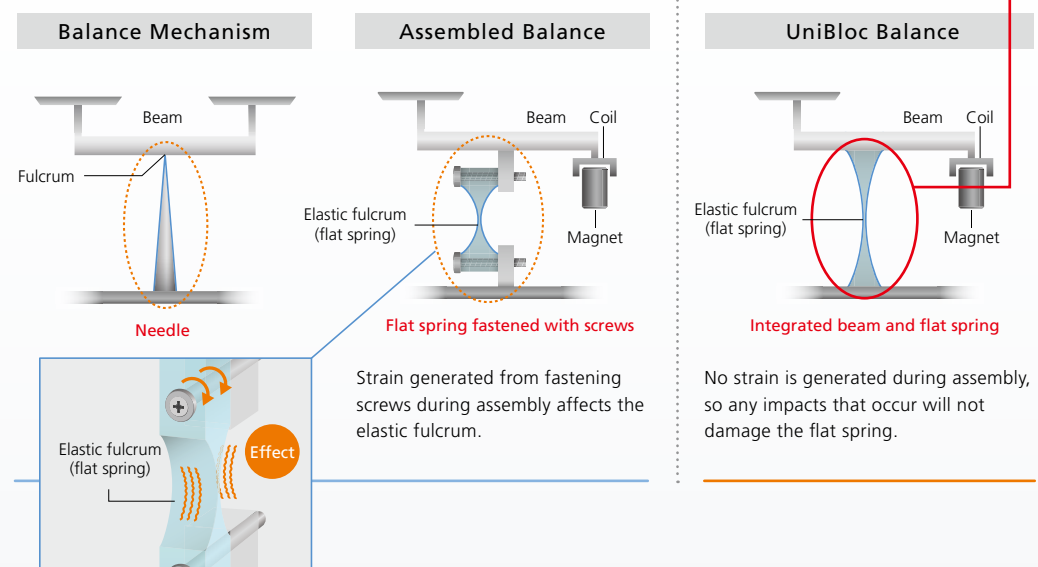 Balance Mechanism
Beam
Fulcrum
Needle
Assembled Balance
Beam
Coil
Elastic fulcrum
(flat spring)
Magnet
Flat spring fastened with screws
Strain generated from fastening
screws during assembly affects the
elastic fulcrum.
Elastic fulcrum
(flat spring)
Effect
UniBloc Balance
Beam
Coil
Elastic fulcrum
(flat spring)
Magnet
Integrated beam and flat spring
No strain is generated during assembly,
so any impacts that occur will not
damage the flat spring.